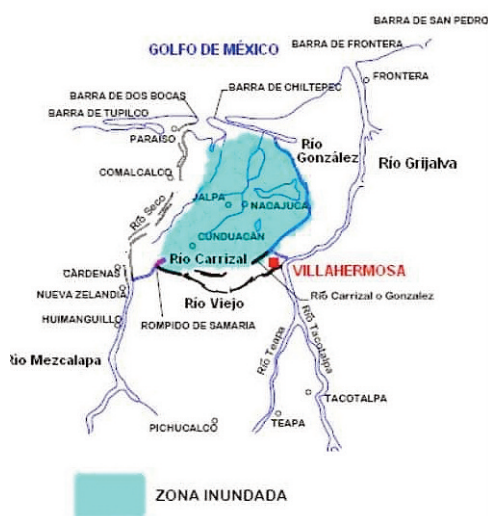 BARRA DE SAN PEDRO
BARRA DE FRONTERA
GOLFO DE MÉXICO
FRONTERA
BARRA DE DOS BOCAS
BARRA DE CHILTEPEC
BARRA DE TUPILCO
PARAISO
Río
González
Río Grijalva
COMALCALCO
Río Seco
JALPA
NACAJUCA
CUNDUACÁN
Río Carrizal
CÀRDENAS
VILLAHERMOSA
NUEVA ZELANDIA
Río Viejo
Río Carrizal o Gonzalez
HUIMANGUILLO
ROMPIDO DE SAMARIA
Río Teapa
Río Tacotalpa
Río Mezcalapa
TACOTALPA
PICHUCALCO
TEAPA
ZONA INUNDADA